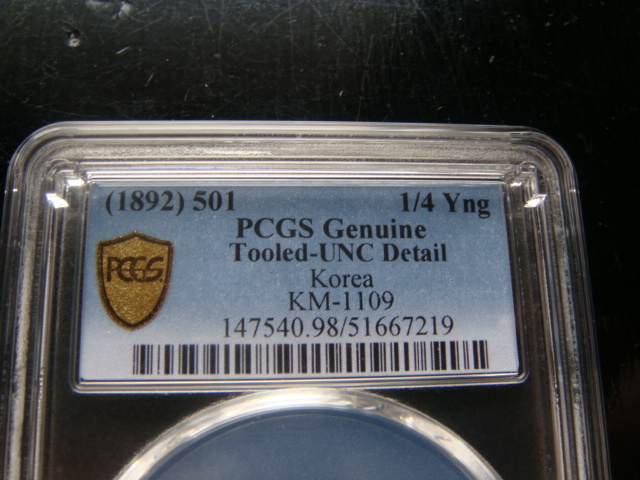 (1892) 501 1/4 Yng
PCGS Genuine
Tooled-UNC Detail
PCGS
Korea
KM-1109
147540.98/51667219